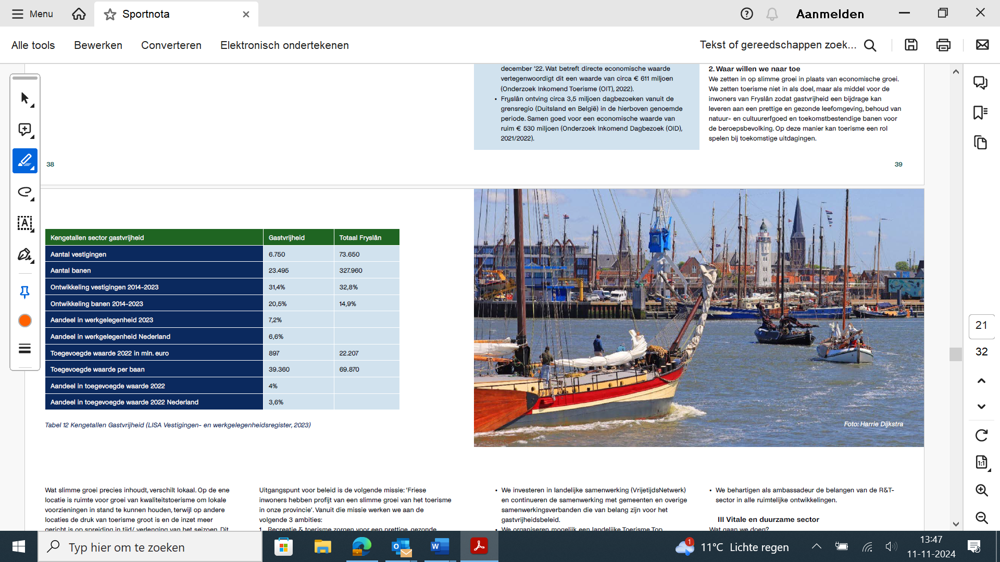 Menu
Sportnota
Aanmelden
Alle tools
Bewerken
Converteren
Elektronisch ondertekenen
Tekst of gereedschappen zoek...
december '22. Wat betreft directe economische waarde
vertegenwoordigt dit een waarde van circa € 611 miljoen
(Onderzoek Inkomend Toerisme (OIT), 2022).
• Fryslân ontving circa 3,5 miljoen dagbezoeken vanuit de
grensregio (Duitsland en België) in de hierboven genoemde
periode. Samen goed voor een economische waarde van
ruim € 530 miljoen (Onderzoek Inkomend Dagbezoek (OID),
2021/2022).
2. Waar willen we naar toe
We zetten in op slimme groei in plaats van economische groei.
We zetten toerisme niet in als doel, maar als middel voor de
inwoners van Fryslân zodat gastvrijheid een bijdrage kan
leveren aan een prettige en gezonde leefomgeving, behoud van
natuur- en cultuurerfgoed en toekomstbestendige banen voor
de beroepsbevolking. Op deze manier kan toerisme een rol
spelen bij toekomstige uitdagingen.
38
39
Kengetallen sector gastvrijheid Gastvrijheid Totaal Fryslân
Aantal vestigingen 6.750 73.650
Aantal banen 23.495 327.960
Ontwikkeling vestigingen 2014-2023 31,4% 32,8%
Ontwikkeling banen 2014-2023 20,5% 14,9%
Aandeel in werkgelegenheid 2023 7,2%
Aandeel in werkgelegenheid Nederland 6,6%
Toegevoegde waarde 2022 in mln. euro 897 22.207
Toegevoegde waarde per baan 39.360 69.870
Aandeel in toegevoegde waarde 2022 4%
Aandeel in toegevoegde waarde 2022 Nederland 3,6%
Tabel 12 Kengetallen Gastvrijheid (LISA Vestigingen- en werkgelegenheidsregister, 2023)
Foto: Harrie Dijkstra
Wat slimme groei precies inhoudt, verschilt lokaal. Op de ene
locatie is ruimte voor groei van kwaliteitstoerisme om lokale
voorzieningen in stand te kunnen houden, terwijl op andere
locaties de druk van toerisme groot is en de inzet meer
gericht is op spreiding in tijd/ verlenging van het seizoen. Dit
Uitgangspunt voor beleid is de volgende missie: 'Friese
inwoners hebben profijt van een slimme groei van het toerisme
in onze provincie'. Vanuit die missie werken we aan de
volgende 3 ambities:
1. Recreatie & toerisme zorgen voor een prettige, gezonde
• We investeren in landelijke samenwerking (VrijetijdsNetwerk)
en continueren de samenwerking met gemeenten en overige
samenwerkingsverbanden die van belang zijn voor het
gastvrijheidsbeleid.
• We organiseren mogelijk een landelijke Toerisme Top
• We behartigen als ambassadeur de belangen van de R&T-
sector in alle ruimtelijke ontwikkelingen.
III Vitale en duurzame sector
Wat gaan we doen?
21
32
1:1
Typ hier om te zoeken
1
11°C Lichte regen
13:47
11-11-2024